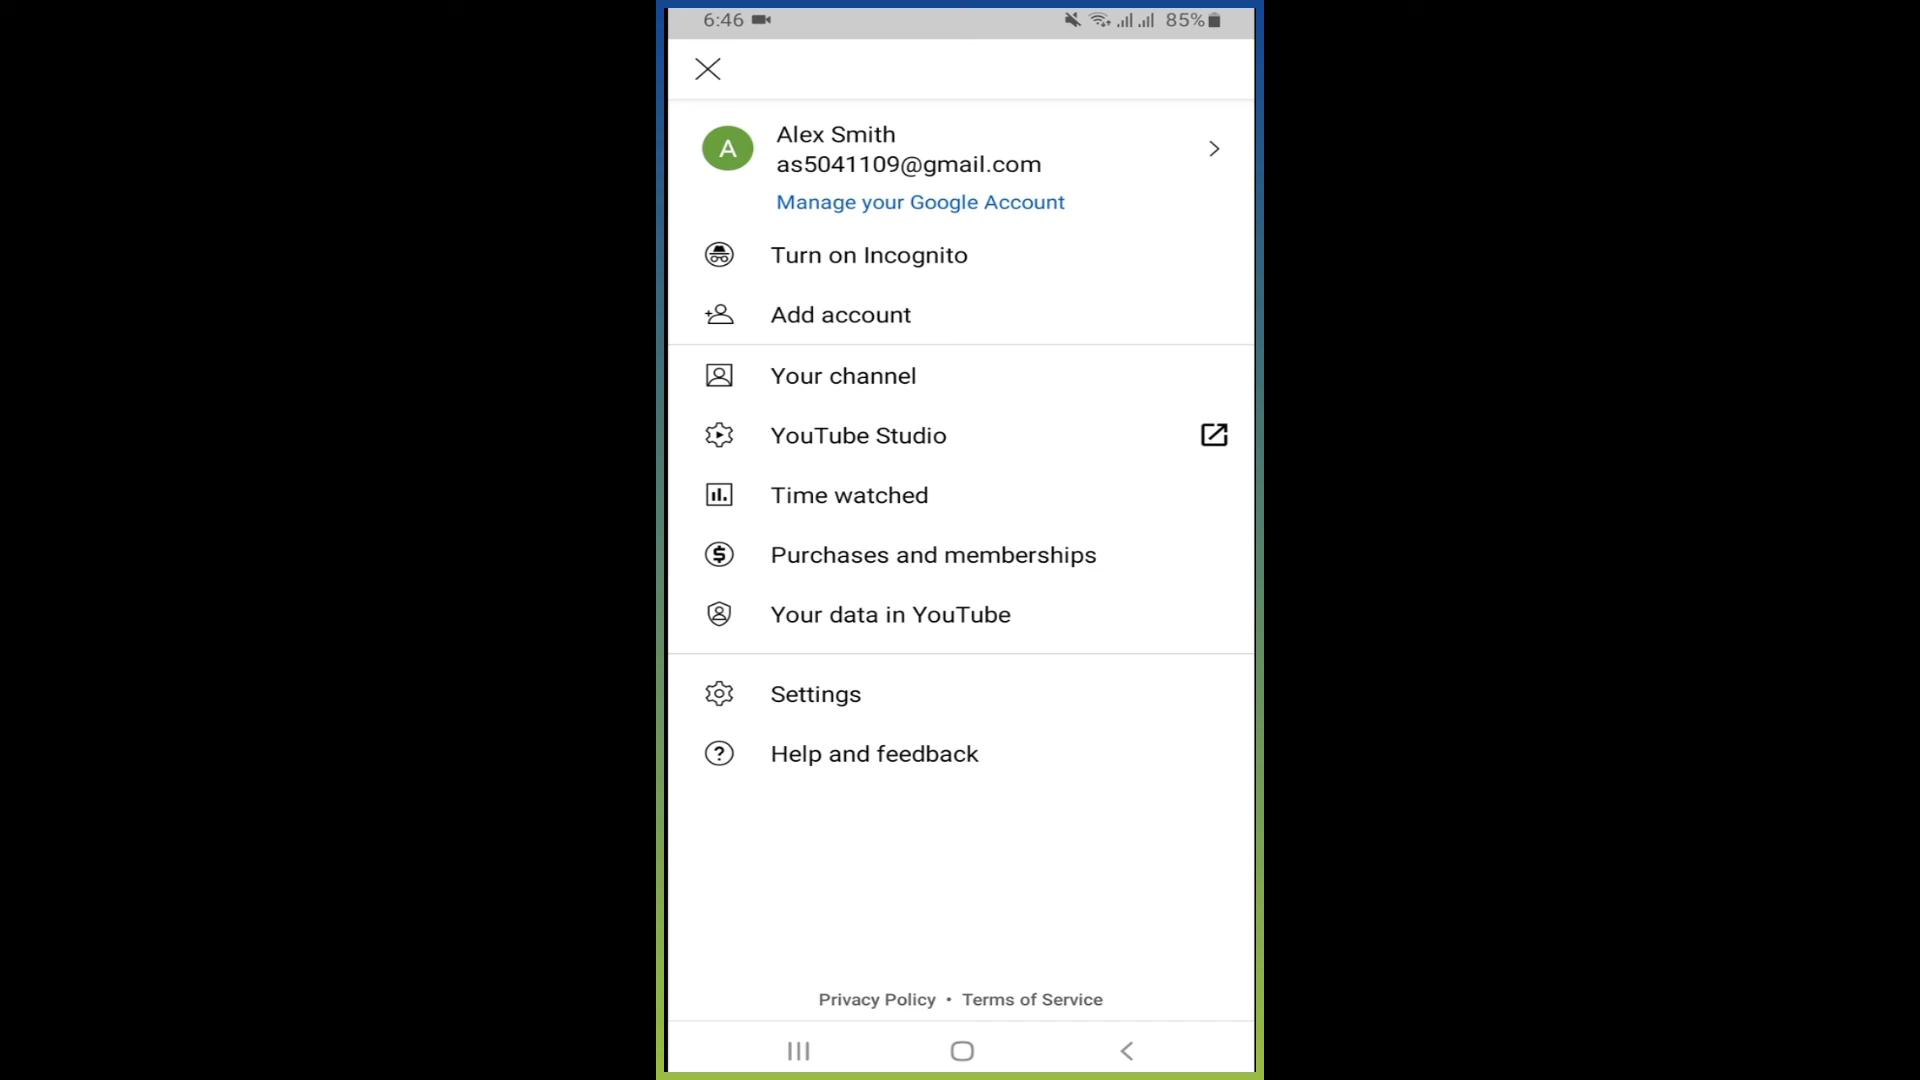 6:46 85%
A
Alex Smith
as5041109@gmail.com
Manage your Google Account
Turn on Incognito
Add account
Your channel
YouTube Studio
Time watched
Purchases and memberships
Your data in YouTube
Settings
Help and feedback
Privacy Policy • Terms of Service